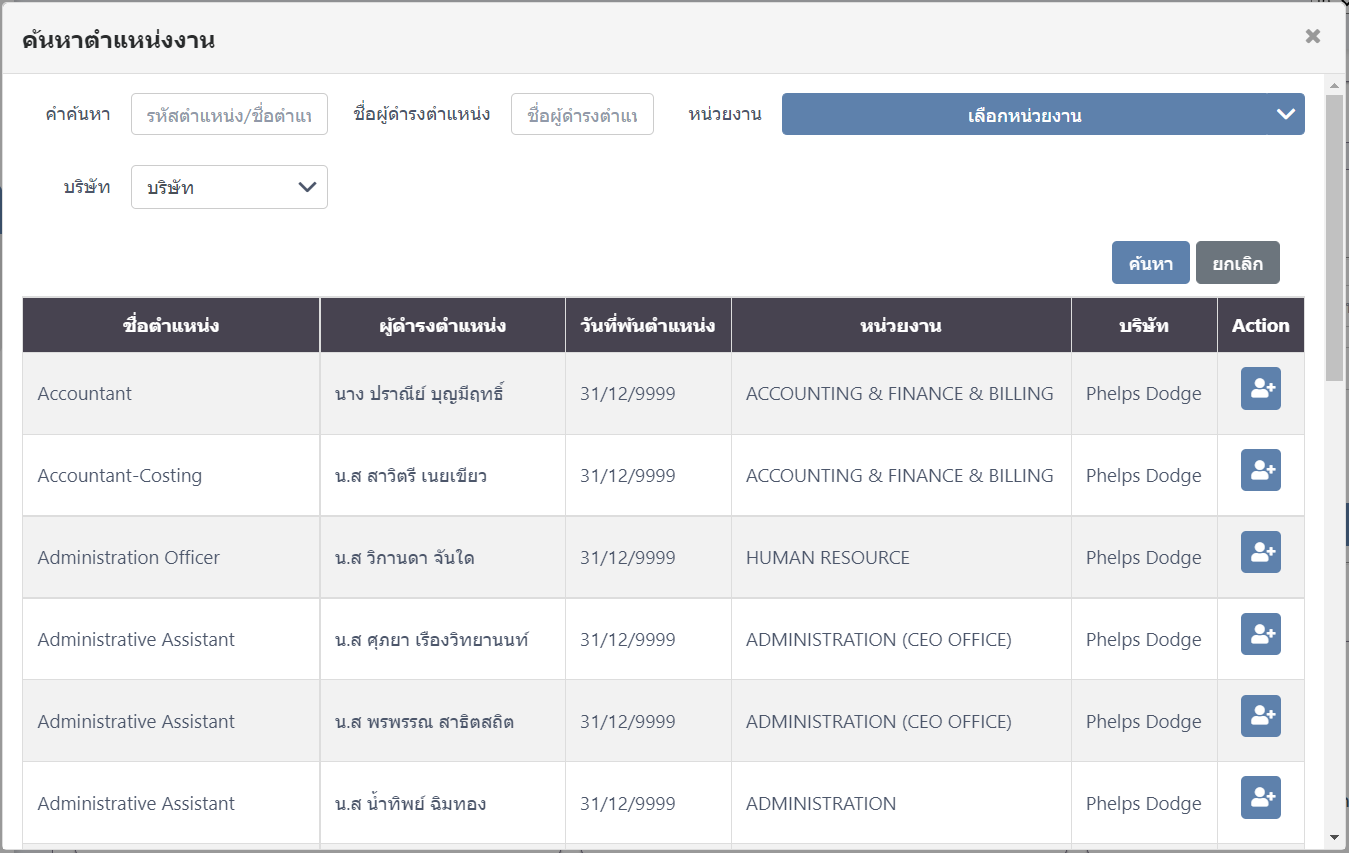 ค้นหาตำแหน่งงาน
คำค้นหา รหัสตำแหน่ง/ชื่อตำแห ชื่อผู้ดำรงตำแหน่ง ชื่อผู้ดำรงตำแห หน่วยงาน เลือกหน่วยงาน
บริษัท บริษัท
ค้นหา ยกเลิก
ชื่อตำแหน่ง ผู้ดำรงตำแหน่ง วันที่พ้นตำแหน่ง หน่วยงาน บริษัท Action
Accountant นาง ปราณีย์ บุญมีฤทธิ์ 31/12/9999 ACCOUNTING & FINANCE & BILLING Phelps Dodge
Accountant-Costing น.ส สาวิตรี เนยเขียว 31/12/9999 ACCOUNTING & FINANCE & BILLING Phelps Dodge
Administration Officer น.ส วิกานดา จันใด 31/12/9999 HUMAN RESOURCE Phelps Dodge
Administrative Assistant น.ส ศุภยา เรืองวิทยานนท์ 31/12/9999 ADMINISTRATION (CEO OFFICE) Phelps Dodge
Administrative Assistant น.ส พรพรรณ สาธิตสถิต 31/12/9999 ADMINISTRATION (CEO OFFICE) Phelps Dodge
Administrative Assistant น.ส น้ำทิพย์ ฉิมทอง 31/12/9999 ADMINISTRATION Phelps Dodge